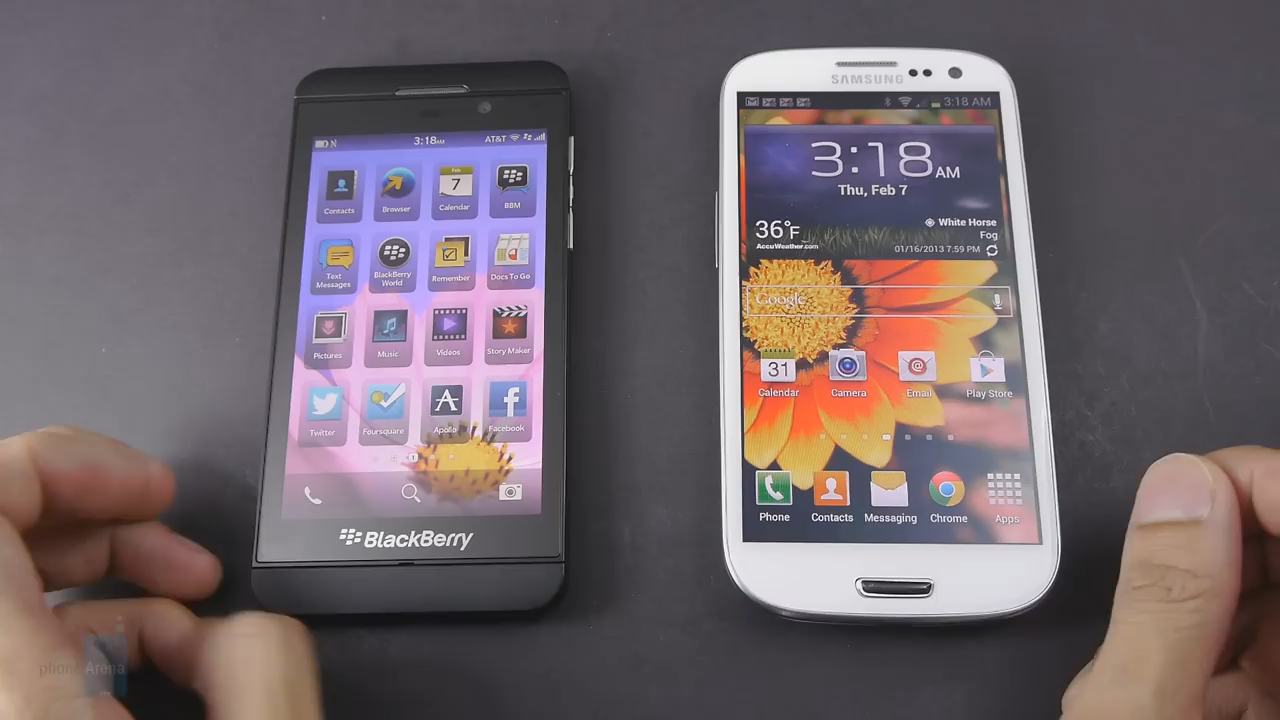 3:18AM
AT&T
Feb
7
Contacts
Browser
Calendar
BBM
Text
Messages
BlackBerry
World
Remember
Docs To Go
Pictures
Music
Videos
Story Maker
Twitter
Foursquare
Apollo
Facebook
BlackBerry
SAMSUNG
3:18 AM
3:18 AM
Thu, Feb 7
36°F
White Horse
Fog
AccuWeather.com
01/16/2013 7:59 PM
Google
31
Calendar
Camera
Email
Play Store
Phone
Contacts
Messaging
Chrome
Apps
phoneArena